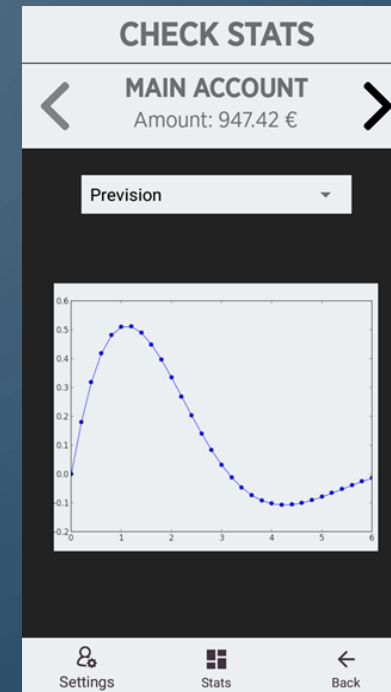 CHECK STATS
MAIN ACCOUNT
Amount: 947.42 €
Prevision
0.6
0.5
0.4
0.3
0.2
0.1
0.0
-0.1
-0.2
0 1 2 3 4 5 6
Settings Stats Back